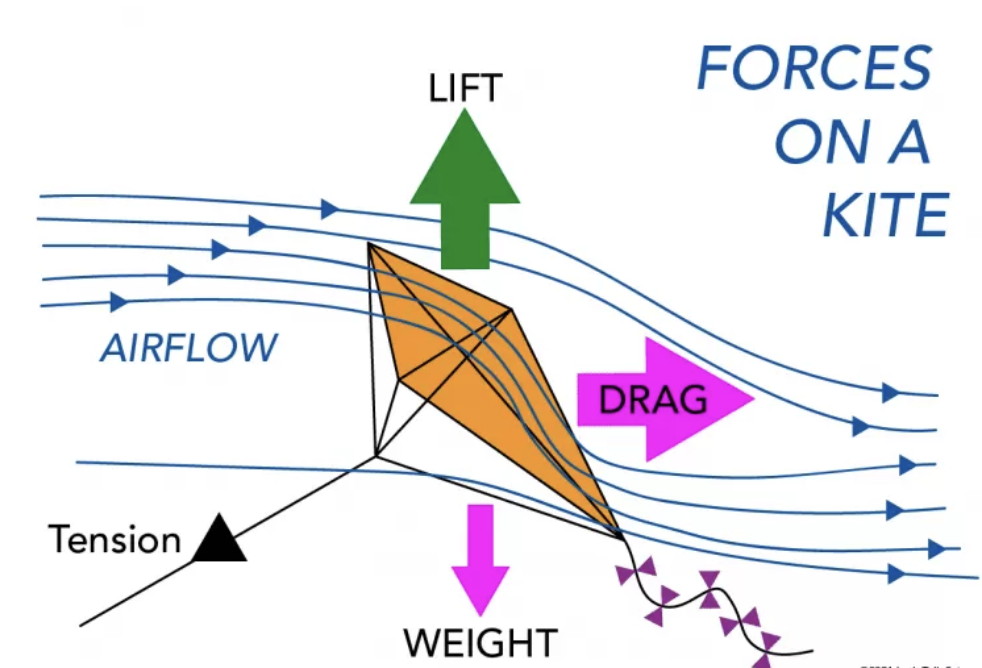 FORCES
ON A
KITE
LIFT
AIRFLOW
DRAG
Tension
WEIGHT